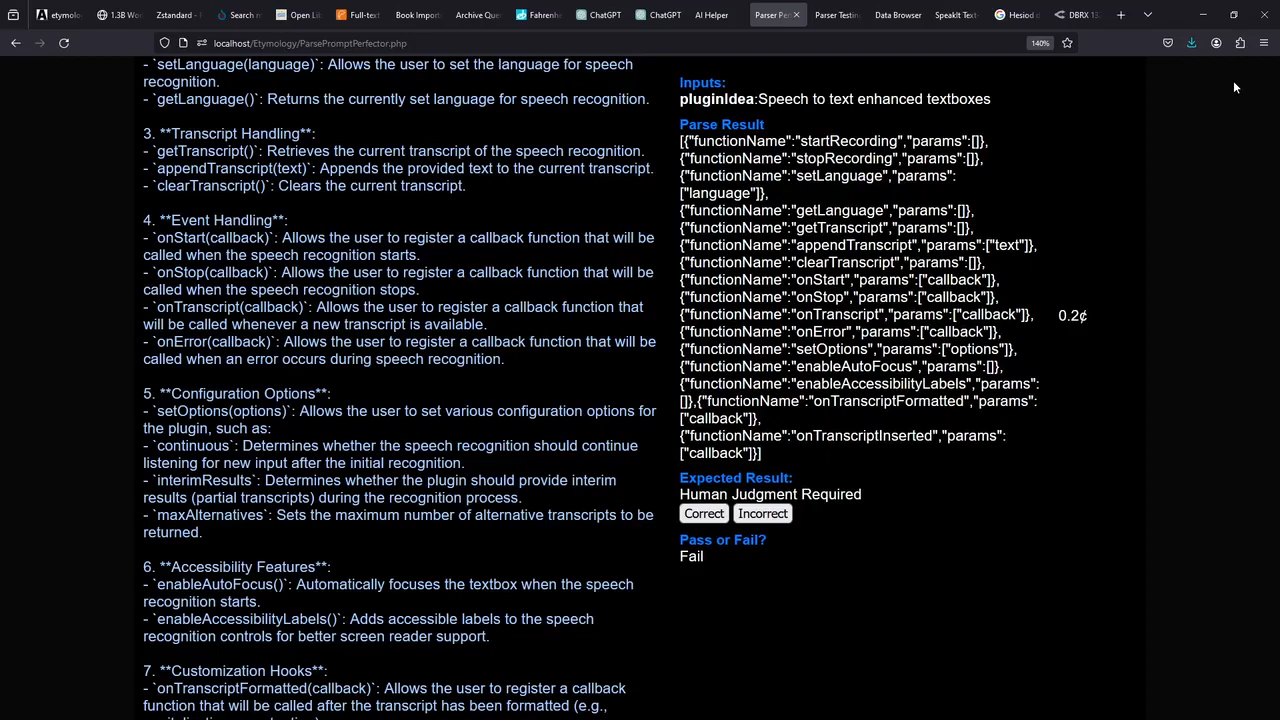 etymolo
1.3B Wo
Zstandard -
Search m
Open Lib
Full-text
Book Import
Archive Que
Fahrenhe
ChatGPT
ChatGPT
AI Helper
Parser Per
Parser Testing
Data Browser
SpeakIt Text
Hesiod d
DBRX 13
localhost/Etymology/ParsePromptPerfector.php
140%
- `setLanguage(language)`: Allows the user to set the language for speech
recognition.
- `getLanguage()`: Returns the currently set language for speech recognition.
3. **Transcript Handling**:
- `getTranscript()`: Retrieves the current transcript of the speech recognition.
- `appendTranscript(text)`: Appends the provided text to the current transcript.
- `clearTranscript()`: Clears the current transcript.
4. **Event Handling**:
- `onStart(callback)`: Allows the user to register a callback function that will be
called when the speech recognition starts.
- `onStop(callback)`: Allows the user to register a callback function that will be
called when the speech recognition stops.
- `onTranscript(callback)`: Allows the user to register a callback function that
will be called whenever a new transcript is available.
- `onError(callback)`: Allows the user to register a callback function that will be
called when an error occurs during speech recognition.
5. **Configuration Options**:
- `setOptions(options)`: Allows the user to set various configuration options for
the plugin, such as:
- `continuous`: Determines whether the speech recognition should continue
listening for new input after the initial recognition.
- `interimResults`: Determines whether the plugin should provide interim
results (partial transcripts) during the recognition process.
- `maxAlternatives`: Sets the maximum number of alternative transcripts to be
returned.
6. **Accessibility Features**:
- `enableAutoFocus()`: Automatically focuses the textbox when the speech
recognition starts.
- `enableAccessibilityLabels()`: Adds accessible labels to the speech
recognition controls for better screen reader support.
7. **Customization Hooks**:
- `onTranscriptFormatted(callback)`: Allows the user to register a callback
function that will be called after the transcript has been formatted (e.g.,
Inputs:
pluginIdea:Speech to text enhanced textboxes
Parse Result
[{"functionName":"startRecording","params":[]},
{"functionName":"stopRecording","params":[]},
{"functionName":"setLanguage","params":
["language"]},
{"functionName":"getLanguage","params":[]},
{"functionName":"getTranscript","params":[]},
{"functionName":"appendTranscript","params":["text"]},
{"functionName":"clearTranscript","params":[]},
{"functionName":"onStart","params":["callback"]},
{"functionName":"onStop","params":["callback"]},
{"functionName":"onTranscript","params":["callback"]},
{"functionName":"onError","params":["callback"]},
{"functionName":"setOptions","params":["options"]},
{"functionName":"enableAutoFocus","params":[]},
{"functionName":"enableAccessibilityLabels","params":
[]},{"functionName":"onTranscriptFormatted","params":
["callback"]},
{"functionName":"onTranscriptInserted","params":
["callback"]}]
0.2¢
Expected Result:
Human Judgment Required
Correct Incorrect
Pass or Fail?
Fail